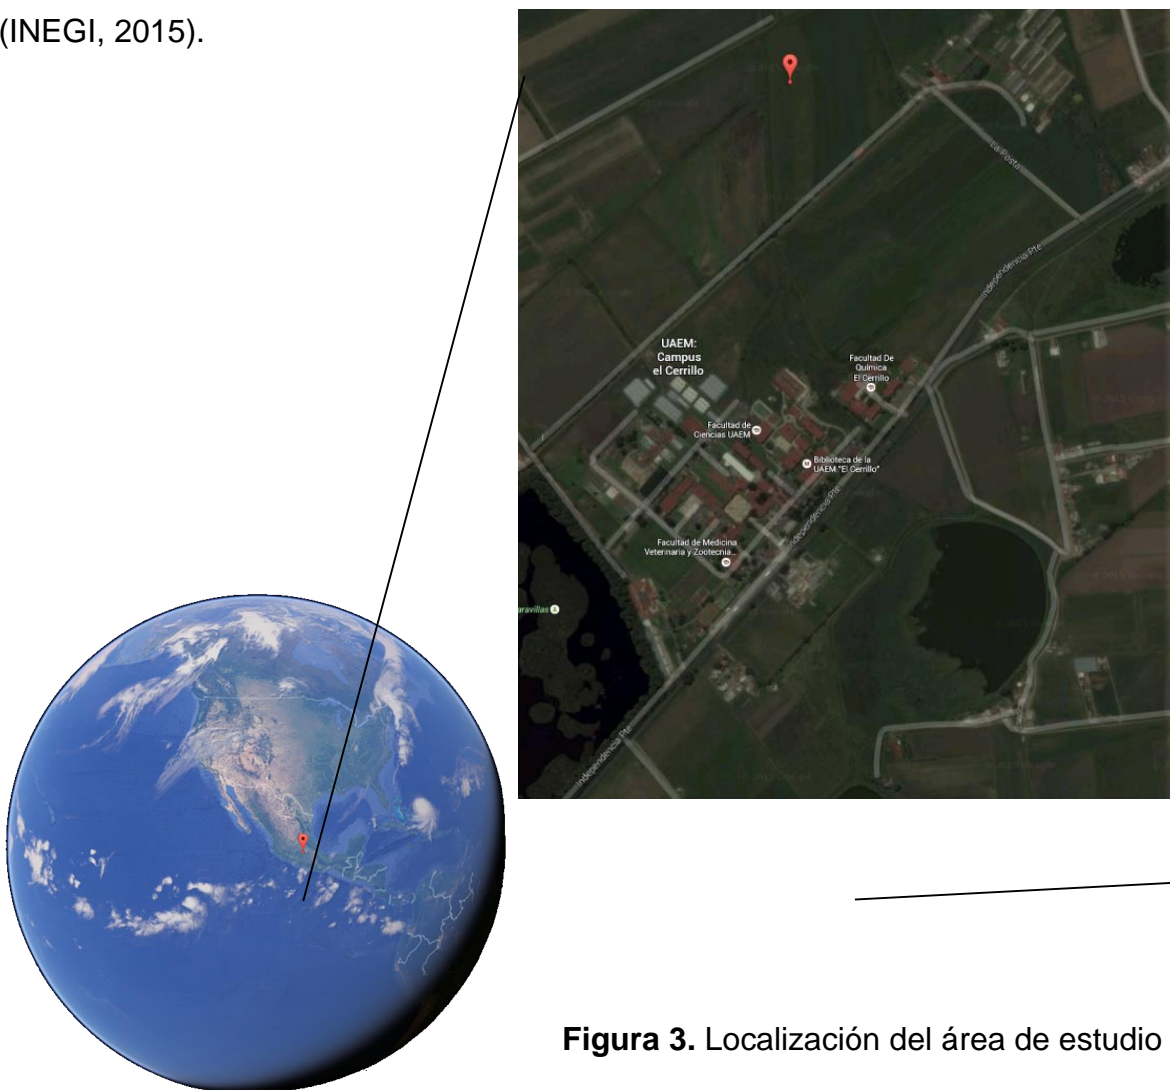 (INEGI, 2015).
La Posta
Independencia Pte.
UAEM:
Campus
el Cerrillo
Facultad De
Química
El Cerrillo
Facultad de
Ciencias UAEM
Biblioteca de la
UAEM "El Cerrillo"
Independencia Pte.
Facultad de Medicina
Veterinaria y Zootecnia...
aravillas
Independencia Pte.
Figura 3. Localización del área de estudio